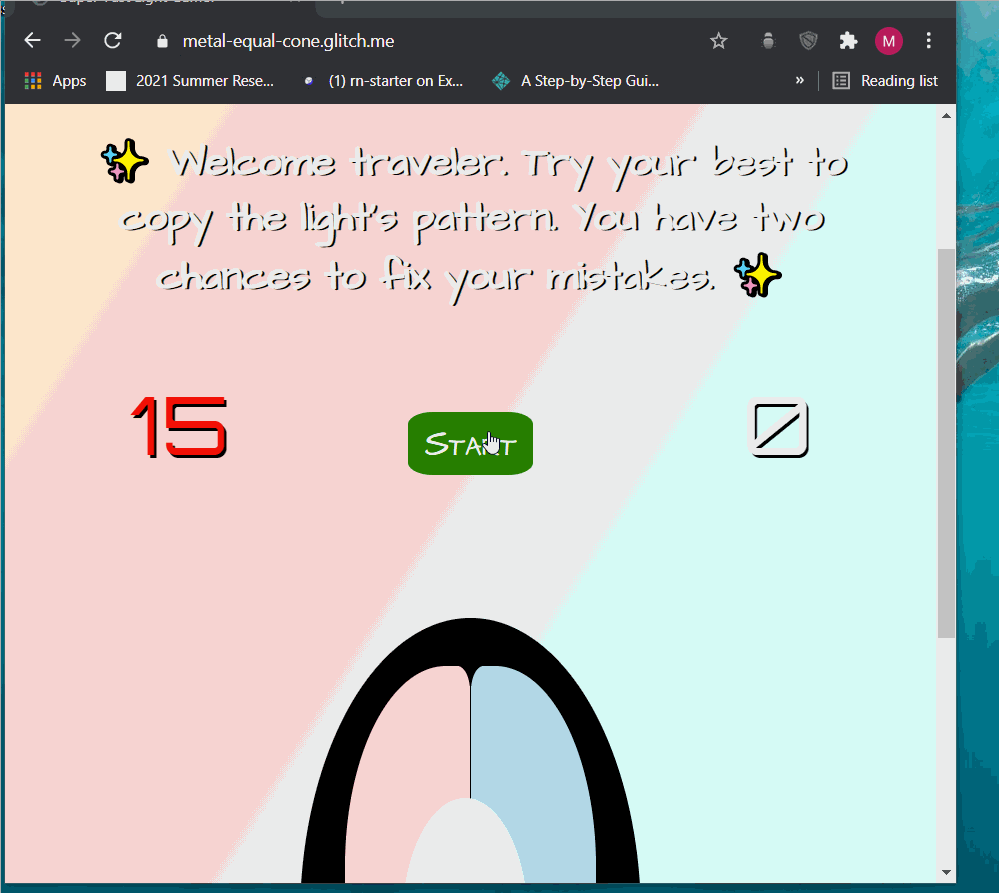 metal-equal-cone.glitch.me
M
Apps
2021 Summer Rese...
(1) rn-starter on Ex...
A Step-by-Step Gui...
»
Reading list
✨ Welcome traveler. Try your best to
copy the light's pattern. You have two
chances to fix your mistakes. ✨
15
Start
0